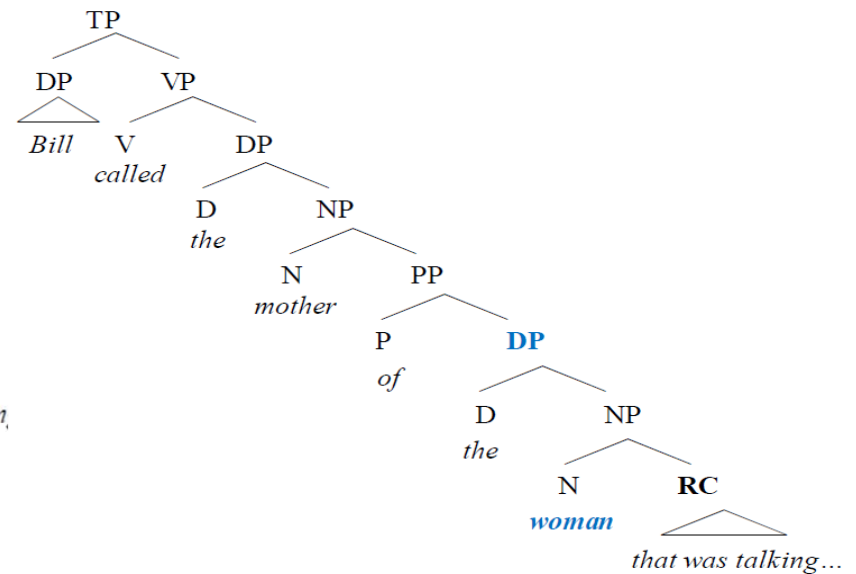 TP
DP VP
Bill V DP
called
D NP
the
N PP
mother
P DP
of
n,
D NP
the
N RC
woman
that was talking...